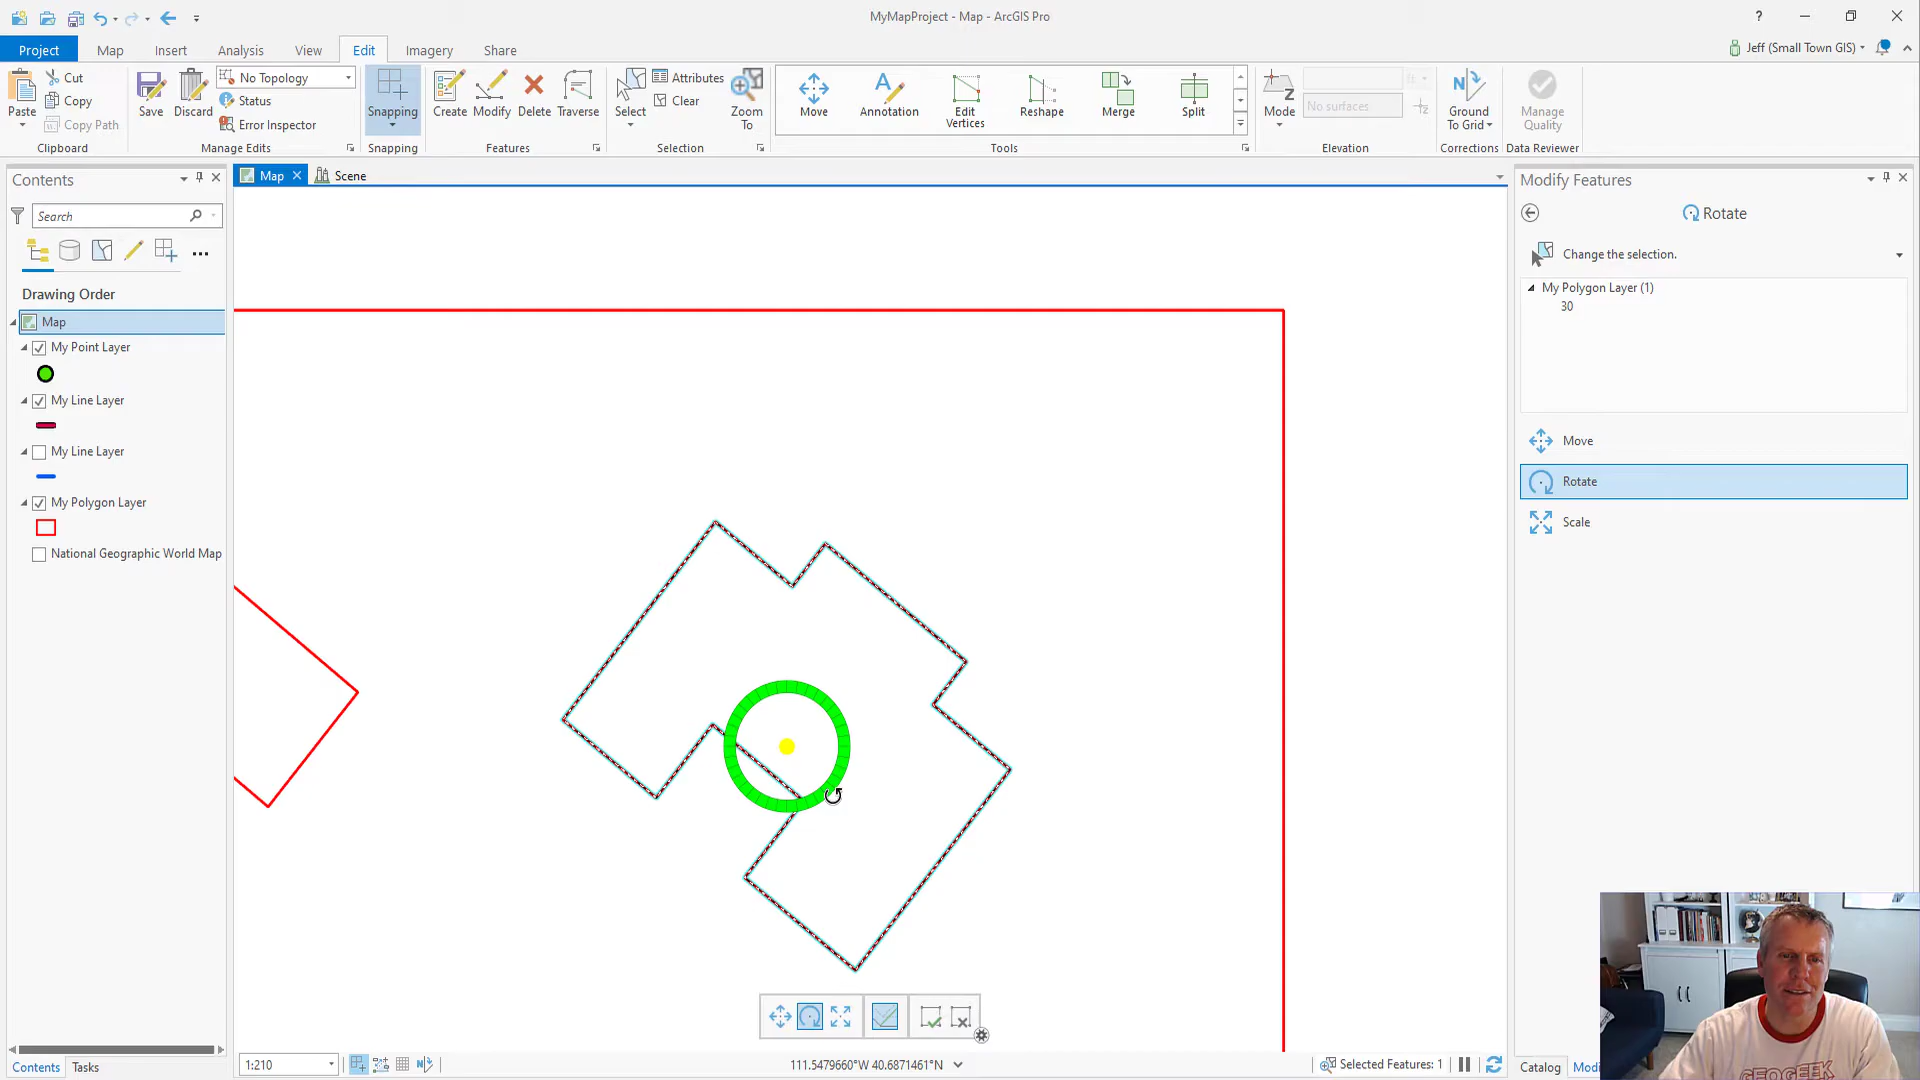 MyMapProject - Map - ArcGIS Pro
?
Project
Map
Insert
Analysis
View
Edit
Imagery
Share
Jeff (Small Town GIS)
Paste
Cut
Copy
Copy Path
Clipboard
Save
Discard
No Topology
Status
Error Inspector
Manage Edits
Snapping
Snapping
Create
Modify
Delete
Traverse
Features
Select
Attributes
Clear
Zoom To
Selection
Move
Annotation
Edit Vertices
Reshape
Merge
Split
Tools
Mode
ft
No surfaces
Elevation
Ground To Grid
Corrections
Manage Quality
Data Reviewer
Contents
Search
Drawing Order
Map
My Point Layer
My Line Layer
My Line Layer
My Polygon Layer
National Geographic World Map
Contents
Tasks
Map
Scene
1:210
111.5479660°W 40.6871461°N
Selected Features: 1
Modify Features
Rotate
Change the selection.
My Polygon Layer (1)
30
Move
Rotate
Scale
Catalog
Modi
GEOGEEK